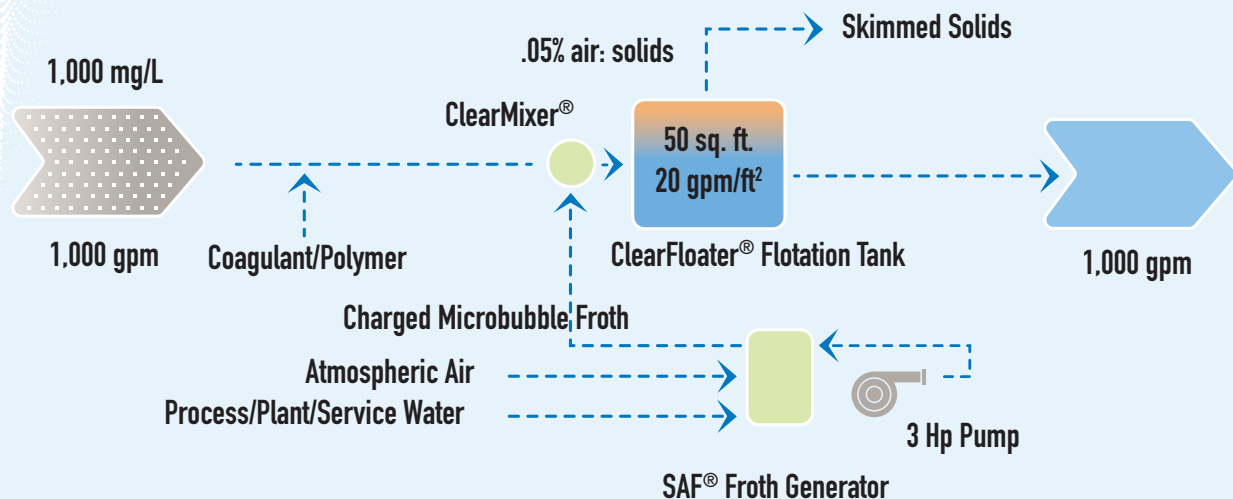 .05% air: solids
Skimmed Solids
1,000 mg/L
ClearMixer®
50 sq. ft.
20 gpm/ft²
1,000 gpm
Coagulant/Polymer
ClearFloater® Flotation Tank
1,000 gpm
Charged Microbubble Froth
Atmospheric Air
Process/Plant/Service Water
3 Hp Pump
SAF® Froth Generator